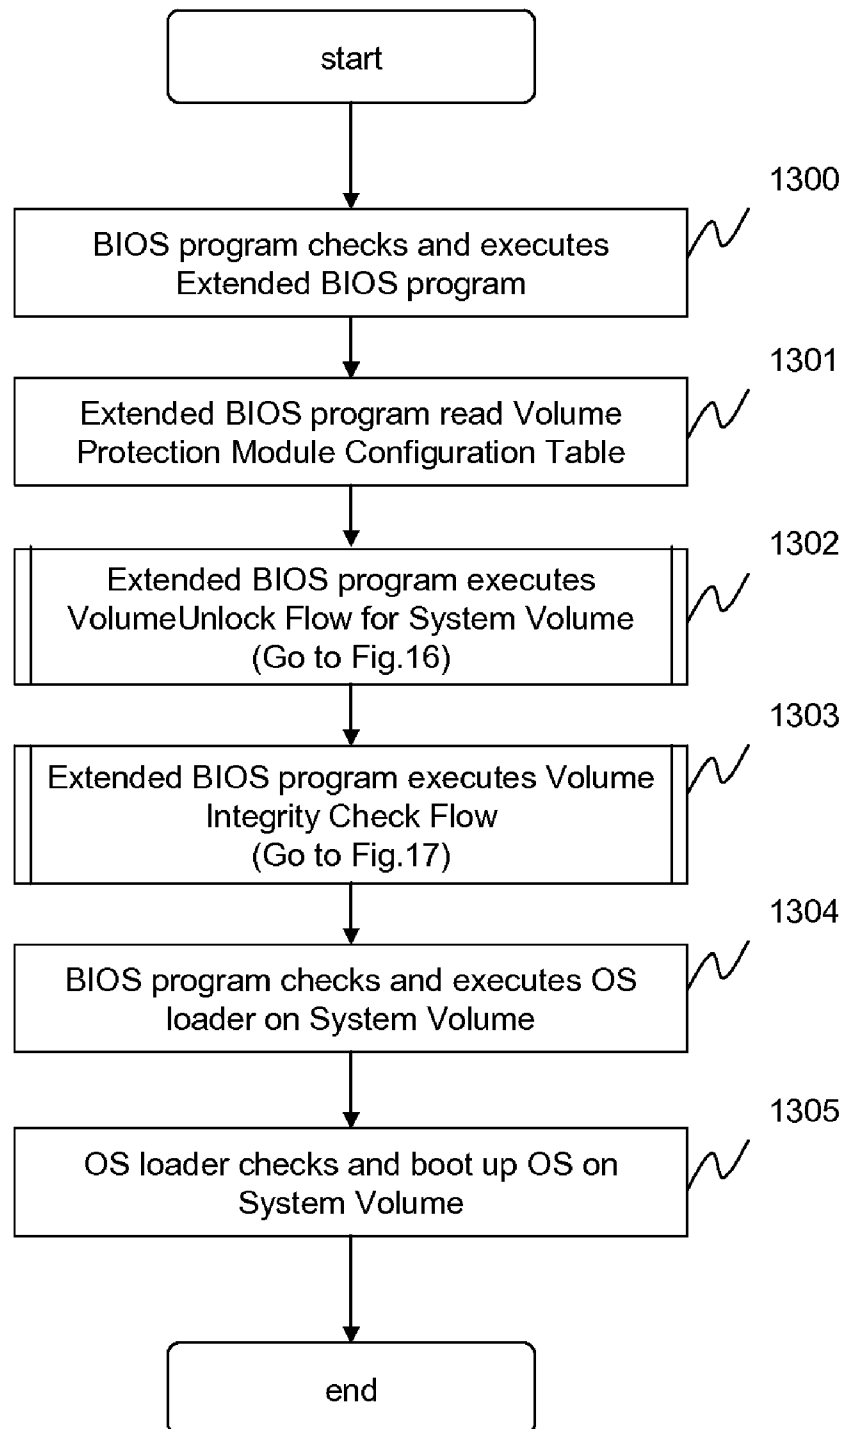 start
1300
BIOS program checks and executes
Extended BIOS program
1301
Extended BIOS program read Volume
Protection Module Configuration Table
1302
Extended BIOS program executes
VolumeUnlock Flow for System Volume
(Go to Fig.16)
1303
Extended BIOS program executes Volume
Integrity Check Flow
(Go to Fig.17)
1304
BIOS program checks and executes OS
loader on System Volume
1305
OS loader checks and boot up OS on
System Volume
end